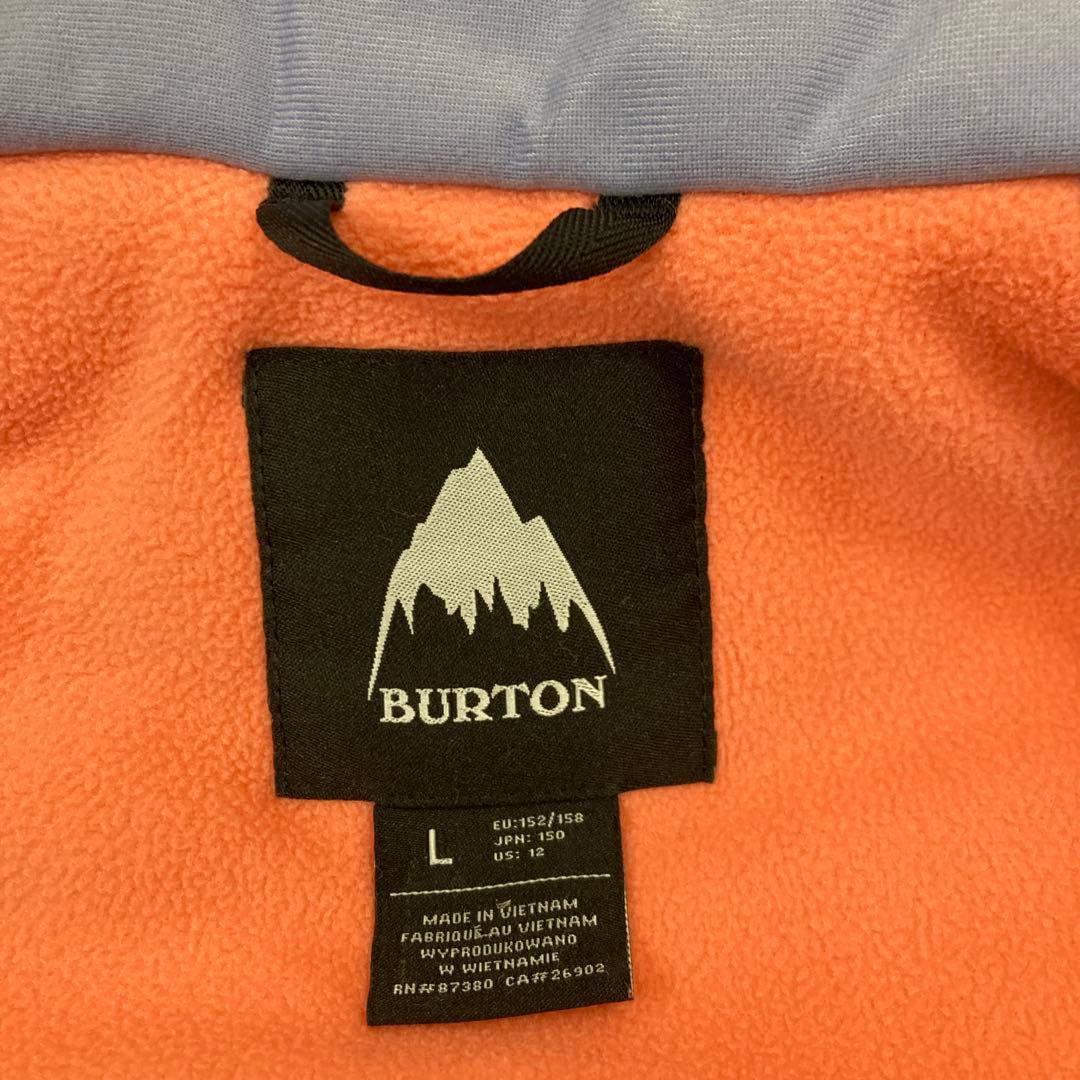 BURTON
L
EU:152/158
JPN: 150
US: 12
MADE IN VIETNAM
FABRIQUÉ AU VIETNAM
WYPRODUKOWANO
W WIETNAMIE
RN#87380 CA#26902